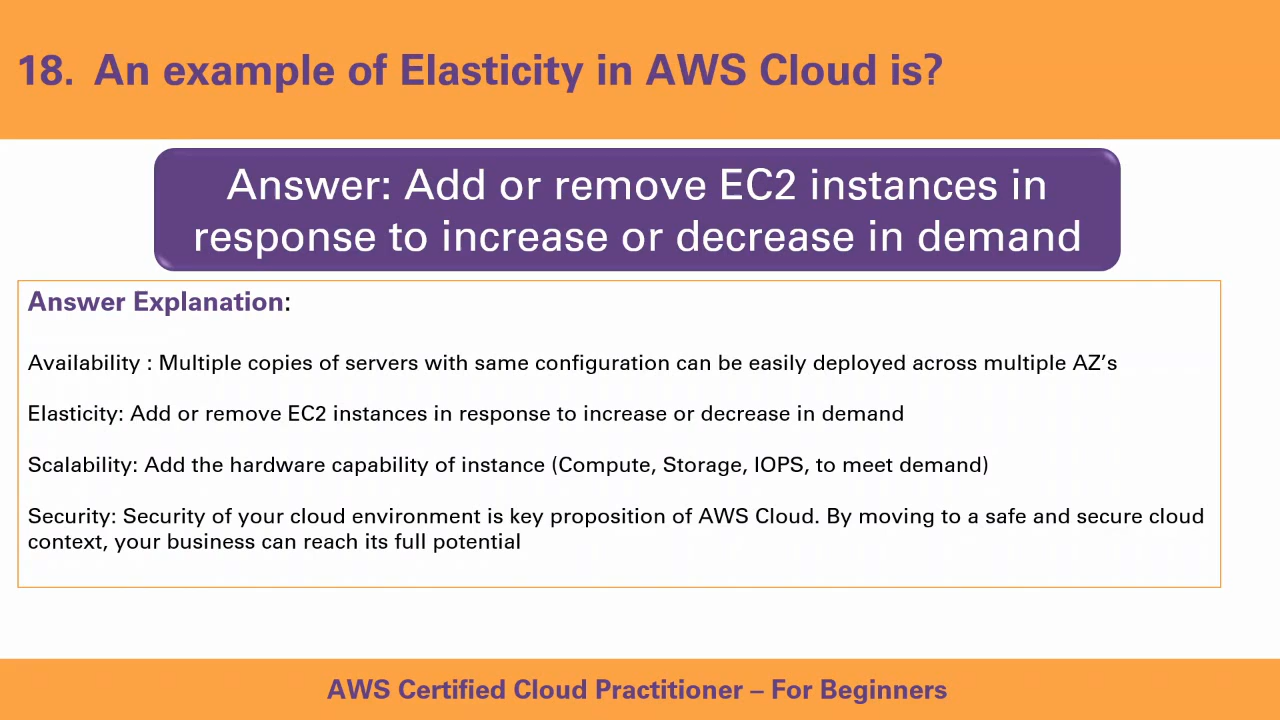 18. An example of Elasticity in AWS Cloud is?
Answer: Add or remove EC2 instances in
response to increase or decrease in demand
Answer Explanation:
Availability : Multiple copies of servers with same configuration can be easily deployed across multiple AZ’s
Elasticity: Add or remove EC2 instances in response to increase or decrease in demand
Scalability: Add the hardware capability of instance (Compute, Storage, IOPS, to meet demand)
Security: Security of your cloud environment is key proposition of AWS Cloud. By moving to a safe and secure cloud
context, your business can reach its full potential
AWS Certified Cloud Practitioner – For Beginners